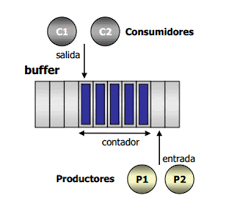 C1 C2 Consumidores
salida
buffer
contador
entrada
Productores P1 P2